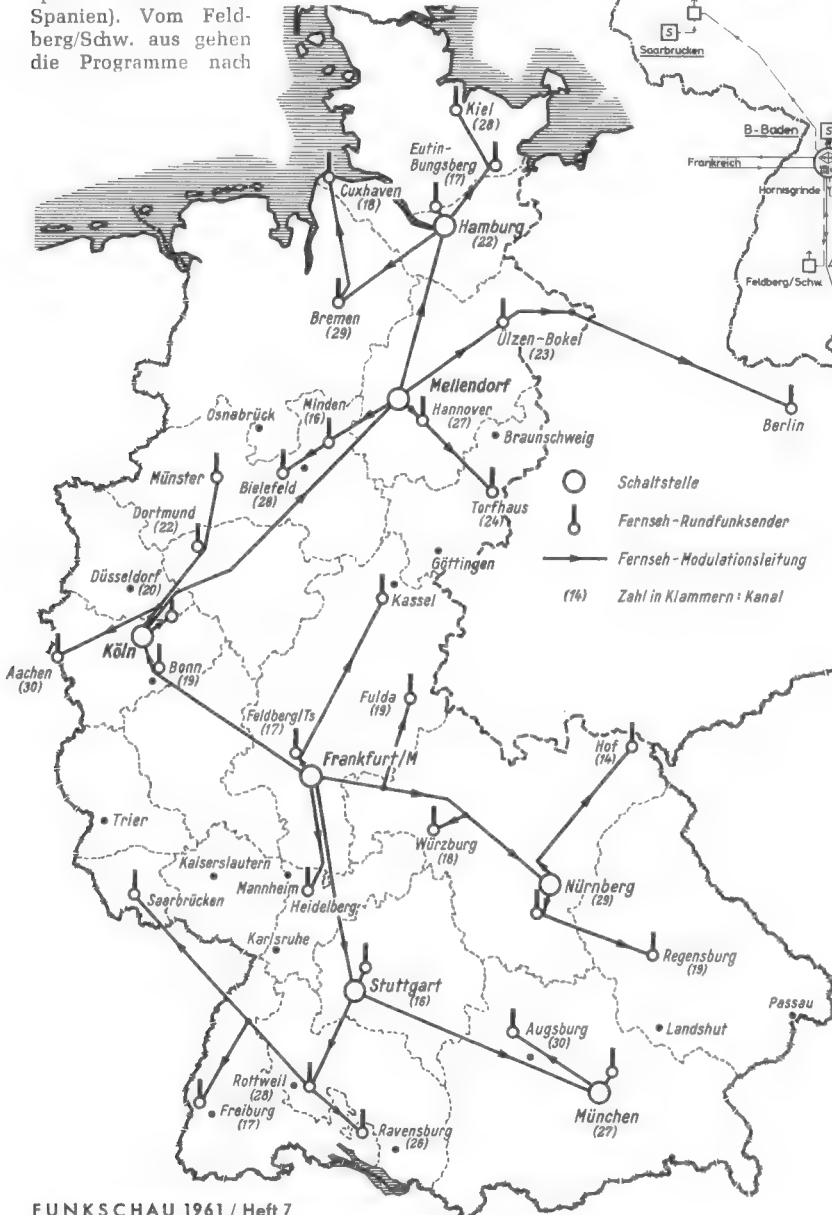 Spanien). Vom Feld-
berg/Schw. aus gehen
die Programme nach
S
Saarbrucken
B-Baden
S
Frankreich
Hornisgrinde
Feldberg/Schw.
Kiel
(28)
Eutin-
Bungsberg
(17)
Cuxhaven
(18)
Hamburg
(22)
Bremen
(29)
Ülzen-Bokel
(23)
Berlin
Mellendorf
Minden
(16)
Hannover
(27)
Osnabrück
Braunschweig
Bielefeld
(28)
Torfhaus
(24)
Münster
Dortmund
(22)
Göttingen
Düsseldorf
(20)
Kassel
Köln
Aachen
(30)
Bonn
(19)
Fulda
(19)
Feldberg/Ts
(17)
Frankfurt/M
Hof
(14)
Trier
Würzburg
(18)
Kaiserslautern
Mannheim
Heidelberg
Saarbrücken
Nürnberg
(29)
Karlsruhe
Regensburg
(19)
Stuttgart
(16)
Passau
Augsburg
(30)
Landshut
Rottweil
(28)
Freiburg
(17)
München
(27)
Ravensburg
(26)
Schaltstelle
Fernseh-Rundfunksender
Fernseh-Modulationsleitung
(14) Zahl in Klammern: Kanal
FUNKSCHAU 1961 / Heft 7